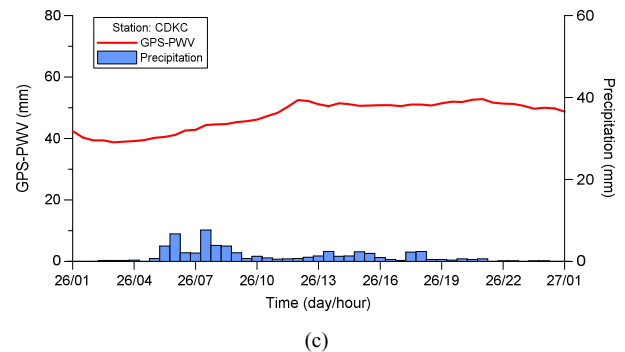 Station: CDKC
GPS-PWV
Precipitation
80
60
40
20
0
GPS-PWV (mm)
60
40
20
0
Precipitation (mm)
26/01 26/04 26/07 26/10 26/13 26/16 26/19 26/22 27/01
Time (day/hour)
(c)